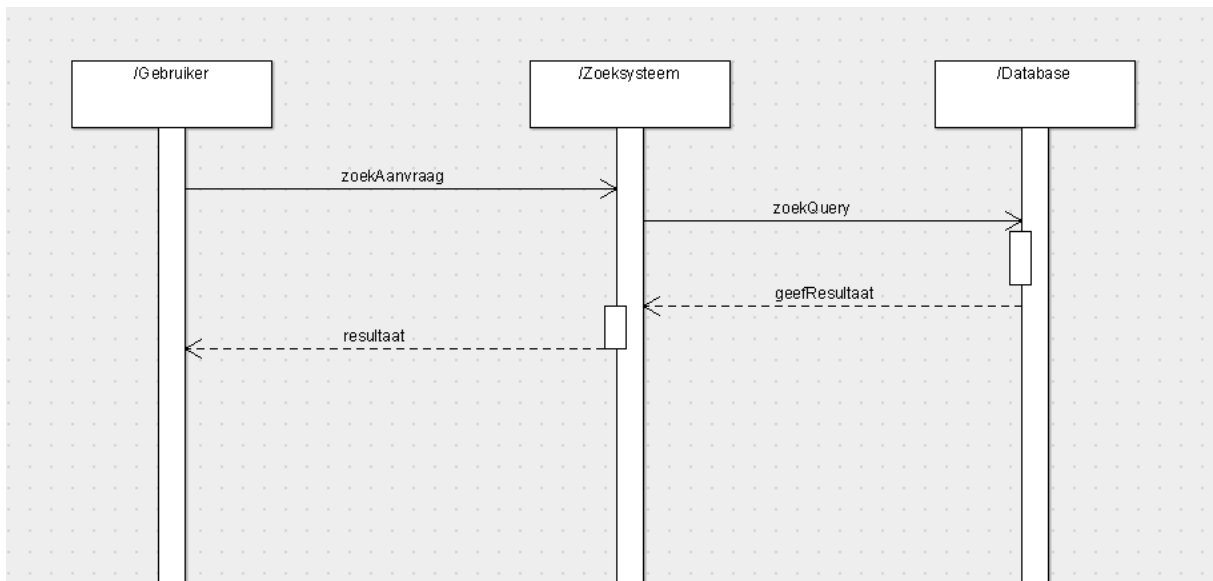 /Gebruiker
/Zoeksysteem
/Database
zoekAanvraag
zoekQuery
geefResultaat
resultaat